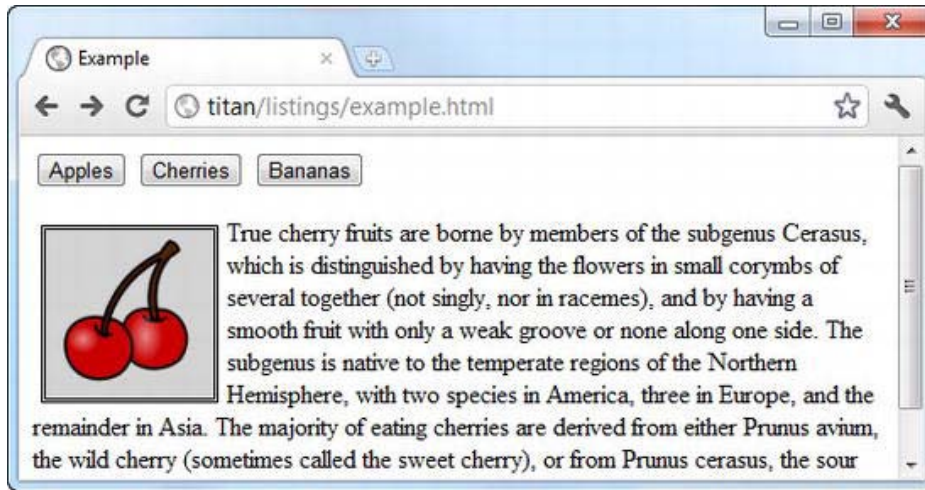 Example
titan/listings/example.html
Apples Cherries Bananas
True cherry fruits are borne by members of the subgenus Cerasus,
which is distinguished by having the flowers in small corymbs of
several together (not singly, nor in racemes), and by having a
smooth fruit with only a weak groove or none along one side. The
subgenus is native to the temperate regions of the Northern
Hemisphere, with two species in America, three in Europe, and the
remainder in Asia. The majority of eating cherries are derived from either Prunus avium,
the wild cherry (sometimes called the sweet cherry), or from Prunus cerasus, the sour